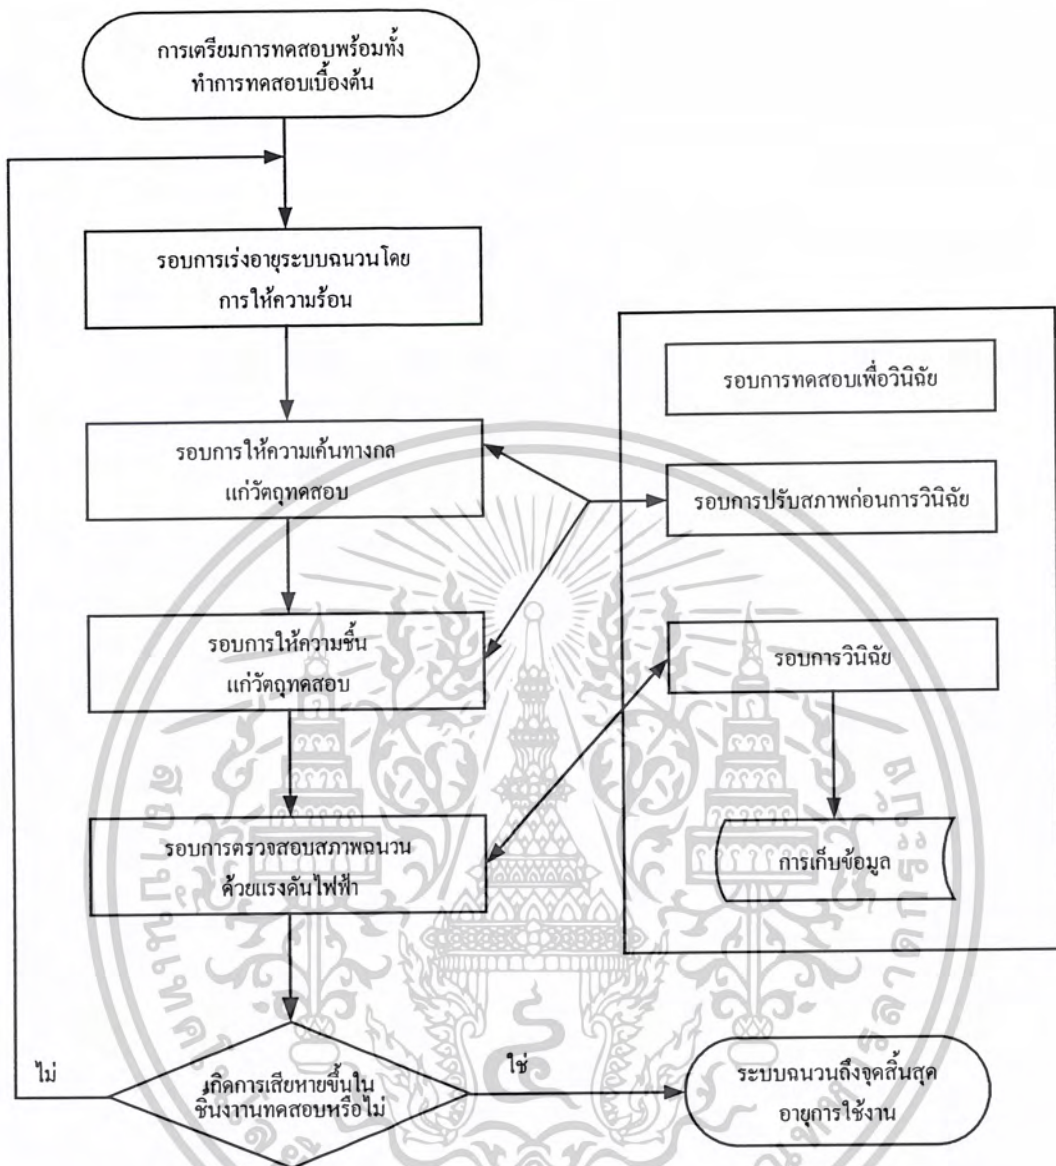 การเตรียมการทดสอบพร้อมทั้ง
ทำการทดสอบเบื้องต้น
รอบการเร่งอายุระบบฉนวนโดย
การให้ความร้อน
รอบการให้ความเค้นทางกล
แก่วัตถุทดสอบ
รอบการให้ความชื้น
แก่วัตถุทดสอบ
รอบการตรวจสอบสภาพฉนวน
ด้วยแรงดันไฟฟ้า
เกิดการเสียหายขึ้นใน
ชิ้นงานทดสอบหรือไม่
ไม่
ใช่
ระบบฉนวนถึงจุดสิ้นสุด
อายุการใช้งาน
รอบการทดสอบเพื่อวินิฉัย
รอบการปรับสภาพก่อนการวินิฉัย
รอบการวินิฉัย
การเก็บข้อมูล